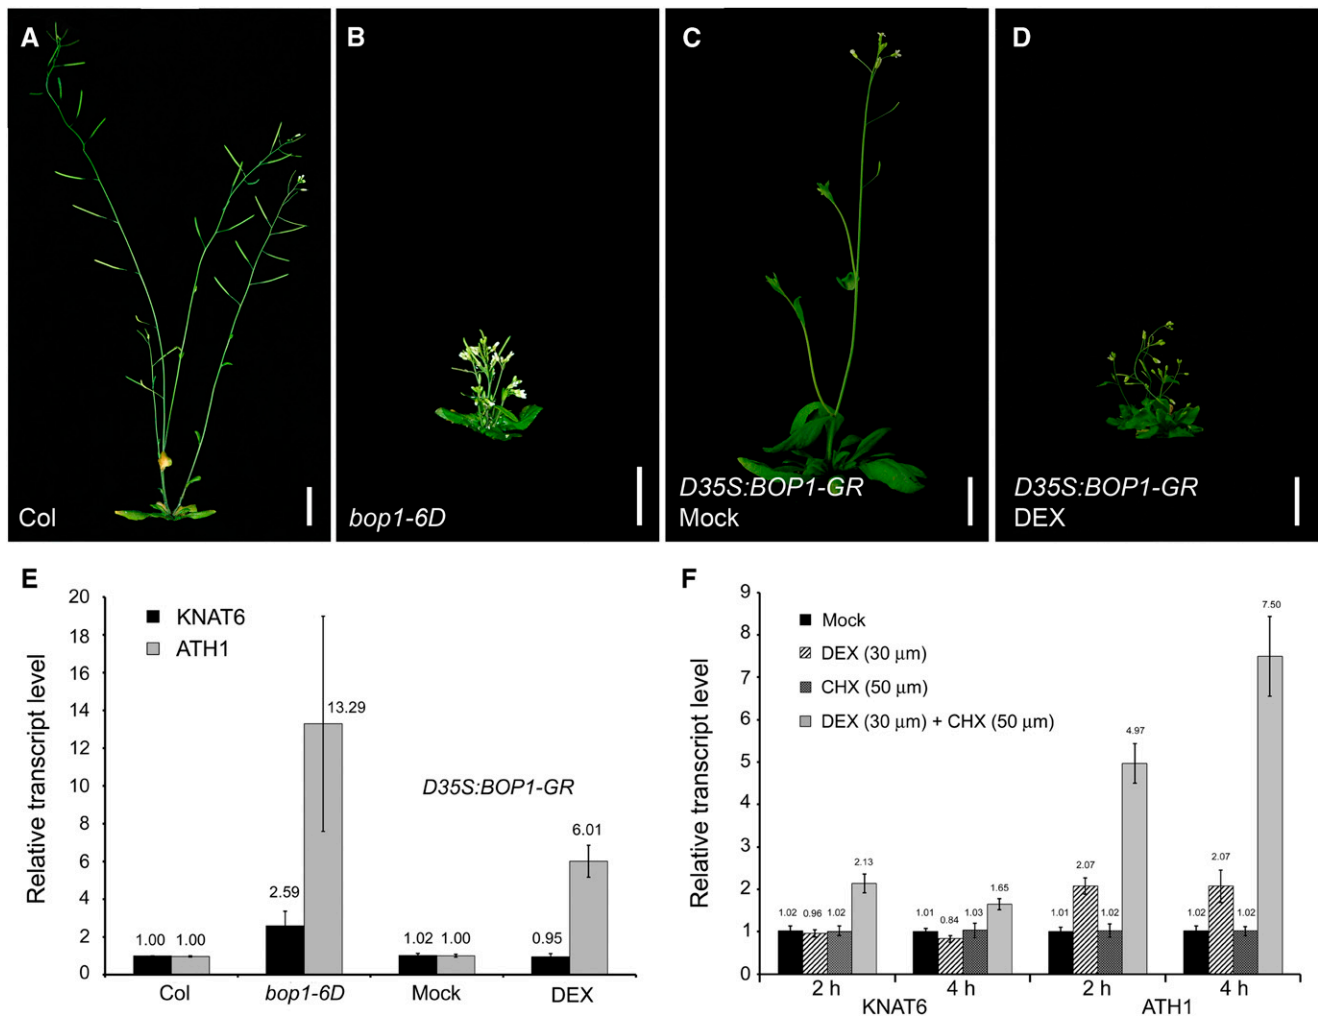 A
B
C
D
Col
bop1-6D
D35S:BOP1-GR
Mock
D35S:BOP1-GR
DEX
E
Relative transcript level
20
18
16
14
12
10
8
6
4
2
0
KNAT6
ATH1
D35S:BOP1-GR
1.00
1.00
2.59
13.29
1.02
1.00
0.95
6.01
Col
bop1-6D
Mock
DEX
F
Relative transcript level
9
8
7
6
5
4
3
2
1
0
Mock
DEX (30 μm)
CHX (50 μm)
DEX (30 μm) + CHX (50 μm)
1.02
0.96
1.02
2.13
1.01
0.84
1.03
1.65
1.01
2.07
1.02
4.97
1.02
2.07
1.02
7.50
2 h
4 h
2 h
4 h
KNAT6
ATH1